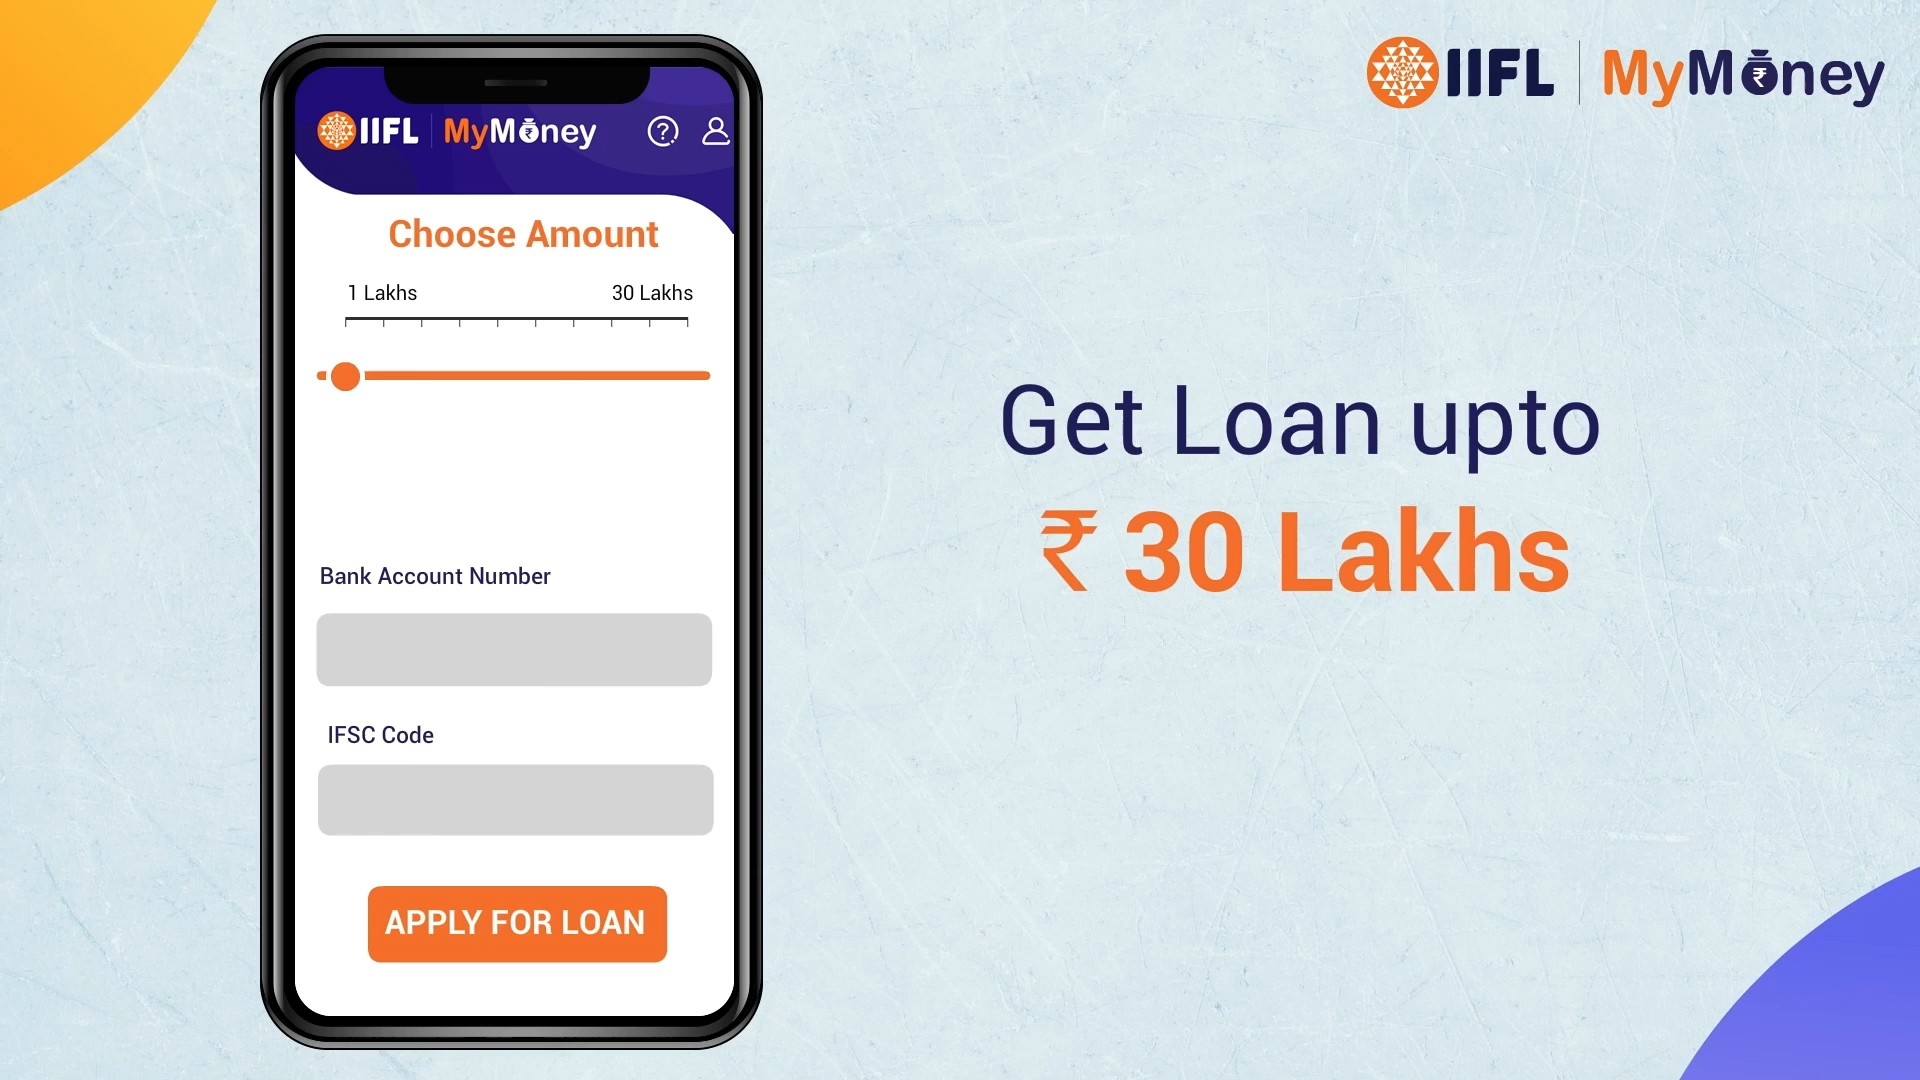 IIFL MyMoney
IIFL MyMoney
Choose Amount
1 Lakhs 30 Lakhs
Bank Account Number
IFSC Code
APPLY FOR LOAN
Get Loan upto
₹ 30 Lakhs